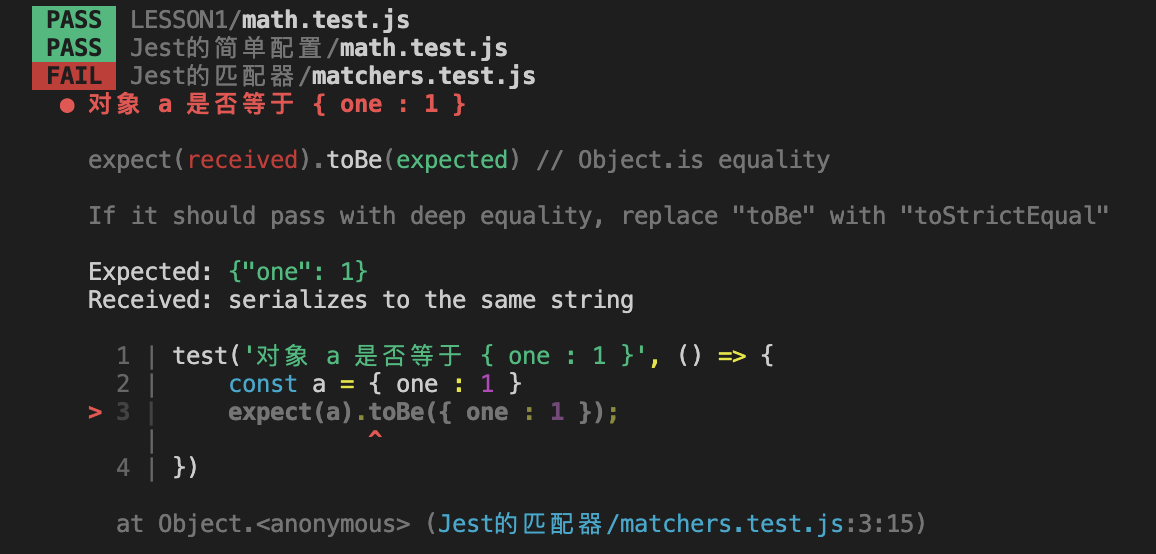 PASS LESSON1/math.test.js
PASS Jest的简单配置/math.test.js
FAIL Jest的匹配器/matchers.test.js
● 对象 a 是否等于 { one : 1 }
expect(received).toBe(expected) // Object.is equality
If it should pass with deep equality, replace "toBe" with "toStrictEqual"
Expected: {"one": 1}
Received: serializes to the same string
1 | test('对象 a 是否等于 { one : 1 }', () => {
2 | const a = { one : 1 }
> 3 | expect(a).toBe({ one : 1 });
| ^
4 | })
at Object.<anonymous> (Jest的匹配器/matchers.test.js:3:15)